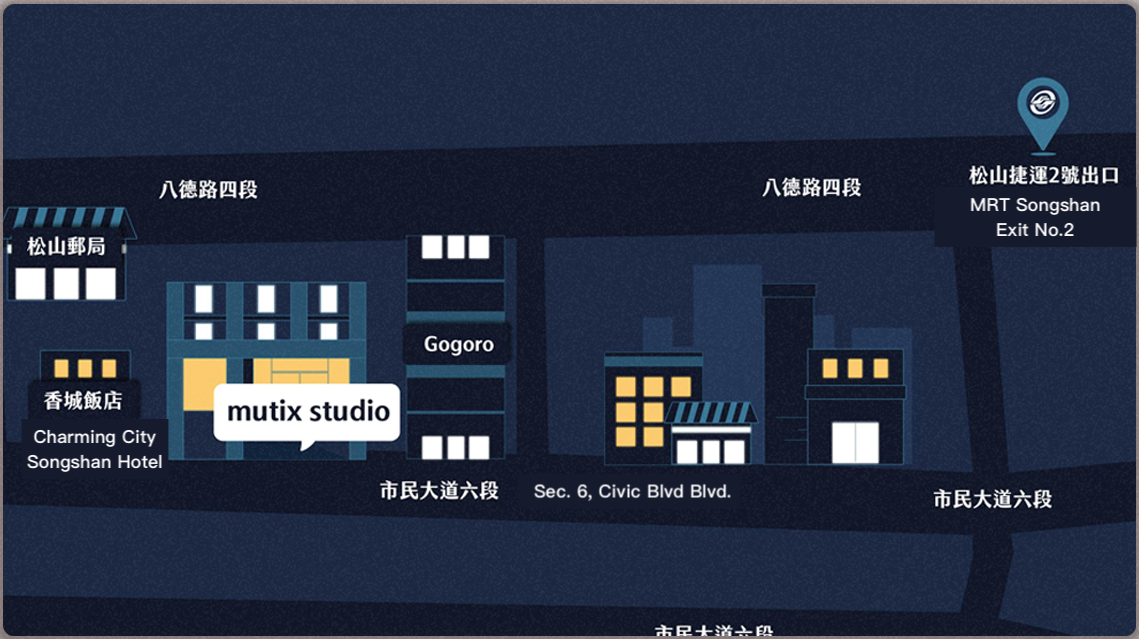 八德路四段
八德路四段
松山捷運2號出口
MRT Songshan
Exit No.2
松山郵局
Gogoro
香城飯店
Charming City
Songshan Hotel
mutix studio
市民大道六段
Sec. 6, Civic Blvd Blvd.
市民大道六段
市民大道六段